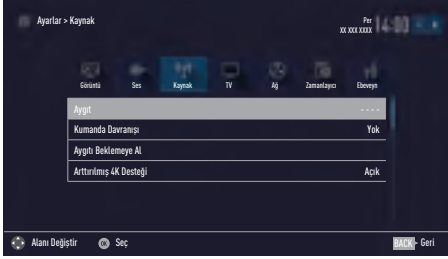 Ayarlar > Kaynak
Per
xx xxx xxxx
14:00
Görüntü Ses Kaynak TV Ağ Zamanlayıcı Ebeveyn
Aygıt - - - -
Kumanda Davranışı Yok
Aygıtı Beklemeye Al
Arttırılmış 4K Desteği Açık
Alanı Değiştir OK Seç BACK Geri